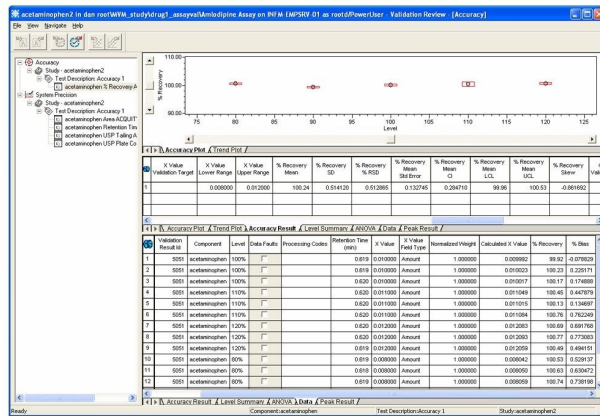 acetaminophen2 in dan root\MVM_study\drug1_assayval\Amlodipine Assay on INFM-EMPSRV-01 as rootd/PowerUser - Validation Review - [Accuracy]
File View Navigate Help
Accuracy
Study - acetaminophen2
Test Description: Accuracy 1
acetaminophen % Recovery A
System Precision
Study - acetaminophen2
Test Description: Accuracy 1
acetaminophen Area ACQUIT
acetaminophen Retention Tim
acetaminophen USP Tailing A
acetaminophen USP Plate Co
% Recovery
110.00
100.00
90.00
75 80 85 90 95 100 105 110 115 120 125
Level
Accuracy Plot Trend Plot
X Value Validation Target X Value Lower Range X Value Upper Range % Recovery Mean % Recovery SD % Recovery % RSD % Recovery Mean Std Error % Recovery Mean CI % Recovery Mean LCL % Recovery Mean UCL % Recovery Skew
1 0.008000 0.012000 100.24 0.514120 0.512865 0.132745 0.284710 99.96 100.53 -0.861692
Accuracy Plot Trend Plot Accuracy Result Level Summary ANOVA Data Peak Result
Validation Result Id Component Level Data Faults Processing Codes Retention Time (min) X Value X Value Field Type Normalized Weight Calculated X Value % Recovery % Bias
1 5051 acetaminophen 100% 0.619 0.010000 Amount 1.000000 0.009992 99.92 -0.078829
2 5051 acetaminophen 100% 0.619 0.010000 Amount 1.000000 0.010023 100.23 0.225171
3 5051 acetaminophen 100% 0.620 0.010000 Amount 1.000000 0.010017 100.17 0.174888
4 5051 acetaminophen 110% 0.620 0.011000 Amount 1.000000 0.011049 100.45 0.447879
5 5051 acetaminophen 110% 0.620 0.011000 Amount 1.000000 0.011015 100.13 0.134697
6 5051 acetaminophen 110% 0.620 0.011000 Amount 1.000000 0.011084 100.76 0.762249
7 5051 acetaminophen 120% 0.620 0.012000 Amount 1.000000 0.012083 100.69 0.691768
8 5051 acetaminophen 120% 0.620 0.012000 Amount 1.000000 0.012093 100.77 0.773083
9 5051 acetaminophen 120% 0.619 0.012000 Amount 1.000000 0.012059 100.49 0.494151
10 5051 acetaminophen 80% 0.619 0.008000 Amount 1.000000 0.008042 100.53 0.529137
11 5051 acetaminophen 80% 0.618 0.008000 Amount 1.000000 0.008050 100.63 0.630472
12 5051 acetaminophen 80% 0.618 0.008000 Amount 1.000000 0.008059 100.74 0.738198
Accuracy Result Level Summary ANOVA Data Peak Result
Ready Component:acetaminophen Test Description:Accuracy 1 Study:acetaminophen2